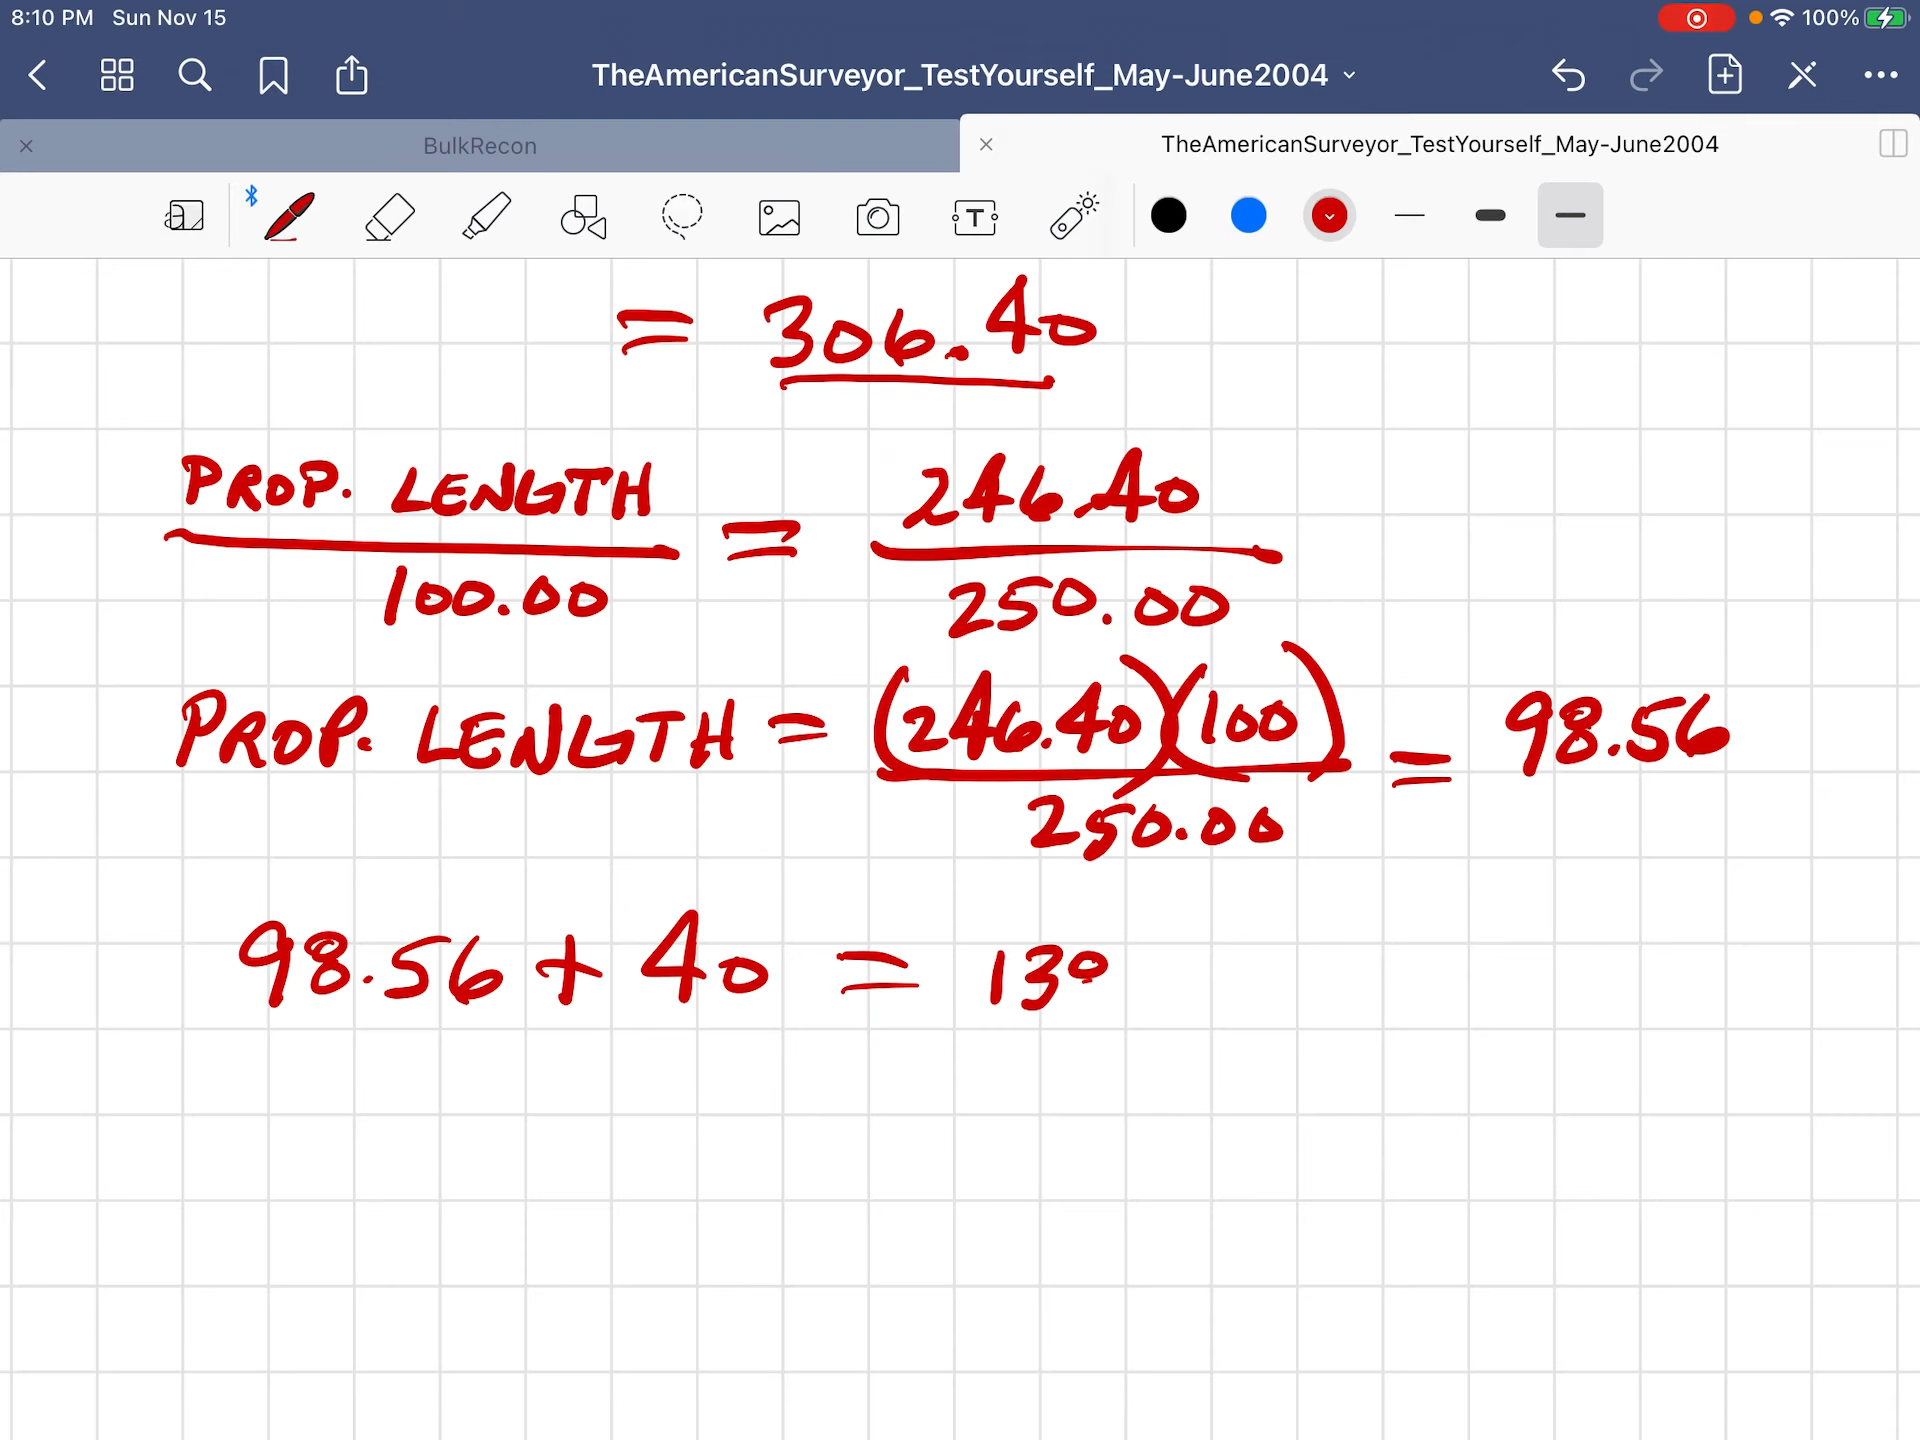 8:10 PM Sun Nov 15 100%
TheAmericanSurveyor_TestYourself_May-June2004
BulkRecon TheAmericanSurveyor_TestYourself_May-June2004
= 306.40
PROP. LENGTH / 100.00 = 246.40 / 250.00
PROP. LENGTH = (246.40)(100) / 250.00 = 98.56
98.56 + 40 = 130